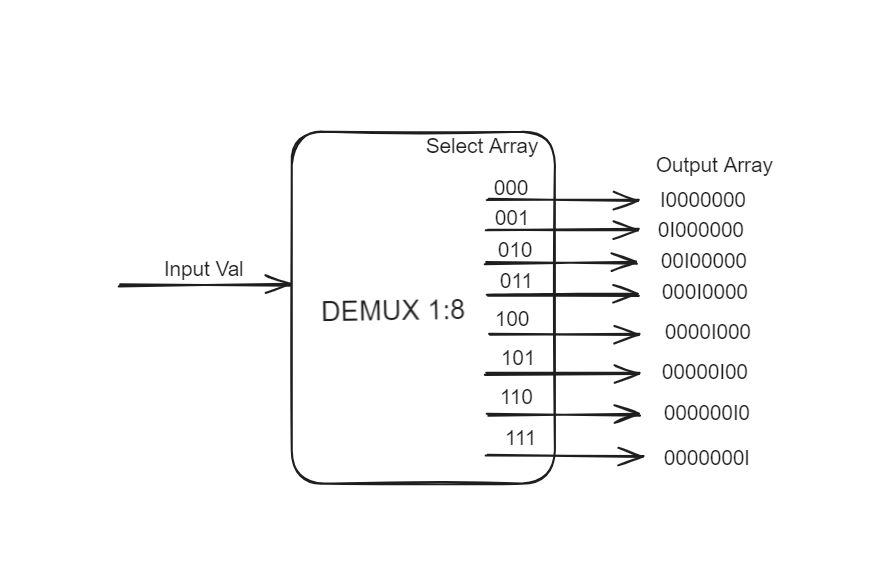 Select Array
Output Array
000
I0000000
001
0I000000
010
00I00000
Input Val
011
000I0000
DEMUX 1:8
100
0000I000
101
00000I00
110
000000I0
111
0000000I